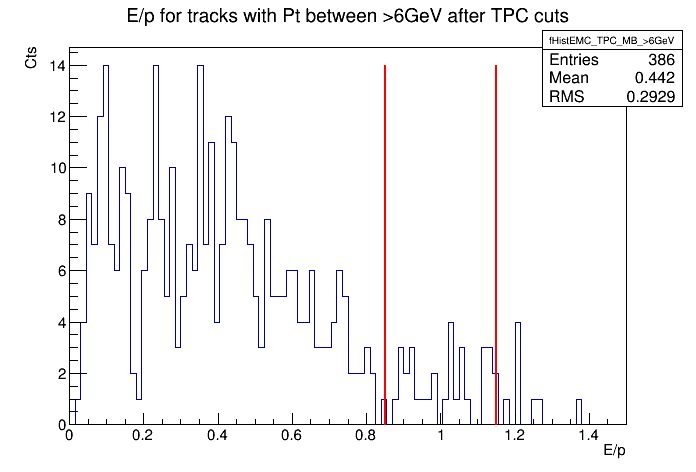 E/p for tracks with Pt between >6GeV after TPC cuts
fHistEMC_TPC_MB_>6GeV
Entries 386
Mean 0.442
RMS 0.2929
Cts
14
12
10
8
6
4
2
0
0 0.2 0.4 0.6 0.8 1 1.2 1.4
E/p